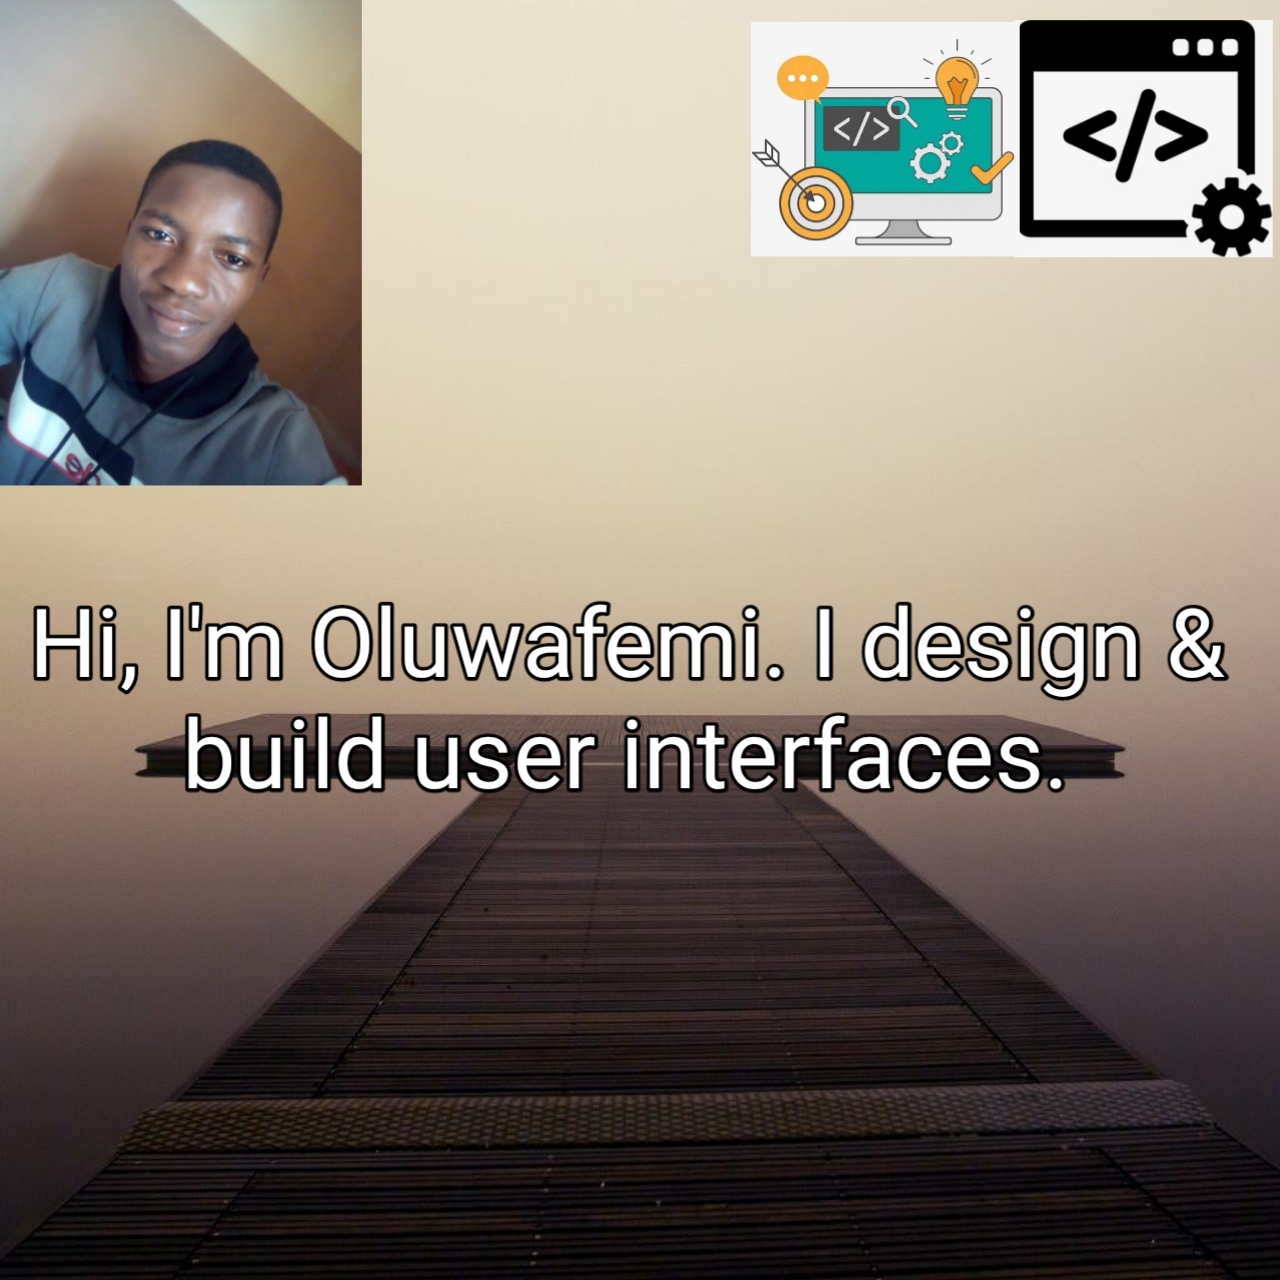 </>
</>
Hi, I'm Oluwafemi. I design &
build user interfaces.